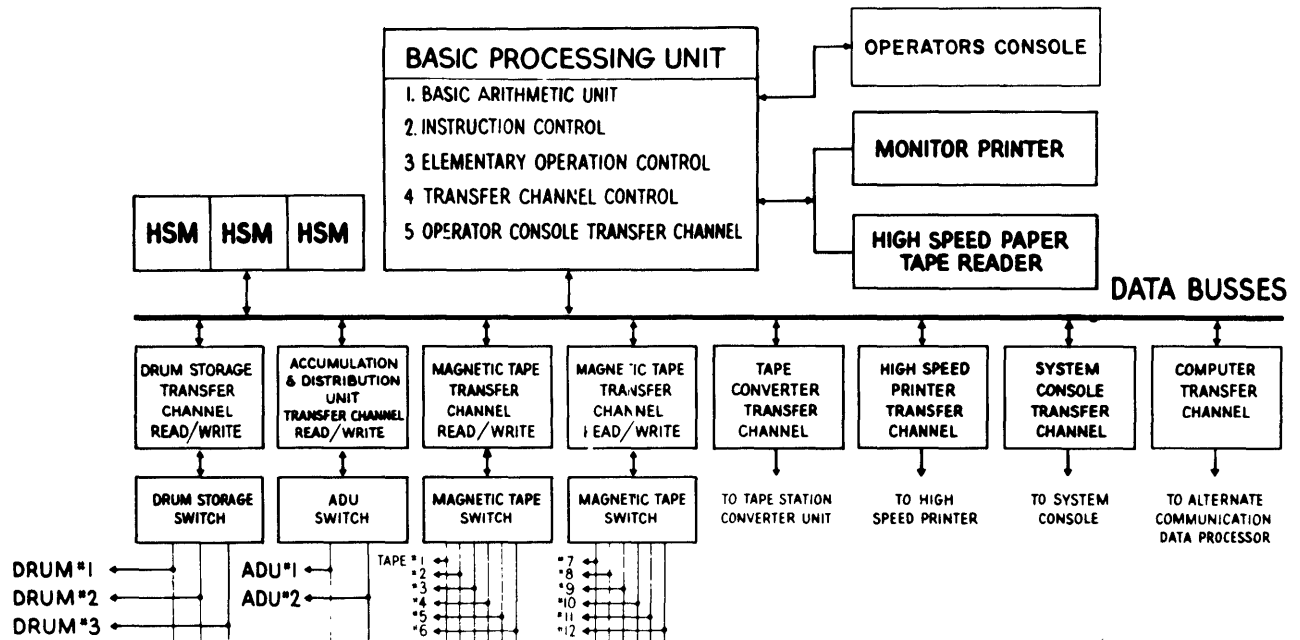 BASIC PROCESSING UNIT
1. BASIC ARITHMETIC UNIT
2. INSTRUCTION CONTROL
3 ELEMENTARY OPERATION CONTROL
4 TRANSFER CHANNEL CONTROL
5 OPERATOR CONSOLE TRANSFER CHANNEL
OPERATORS CONSOLE
MONITOR PRINTER
HIGH SPEED PAPER
TAPE READER
HSM HSM HSM
DATA BUSSES
DRUM STORAGE
TRANSFER
CHANNEL
READ/WRITE
ACCUMULATION
& DISTRIBUTION
UNIT
TRANSFER CHANNEL
READ/WRITE
MAGNETIC TAPE
TRANSFER
CHANNEL
READ/WRITE
MAGNETIC TAPE
TRANSFER
CHANNEL
READ/WRITE
TAPE
CONVERTER
TRANSFER
CHANNEL
HIGH SPEED
PRINTER
TRANSFER
CHANNEL
SYSTEM
CONSOLE
TRANSFER
CHANNEL
COMPUTER
TRANSFER
CHANNEL
DRUM STORAGE
SWITCH
ADU
SWITCH
MAGNETIC TAPE
SWITCH
MAGNETIC TAPE
SWITCH
TO TAPE STATION
CONVERTER UNIT
TO HIGH
SPEED PRINTER
TO SYSTEM
CONSOLE
TO ALTERNATE
COMMUNICATION
DATA PROCESSOR
DRUM #1
DRUM #2
DRUM #3
ADU #1
ADU #2
TAPE #1
#2
#3
#4
#5
#6
#7
#8
#9
#10
#11
#12